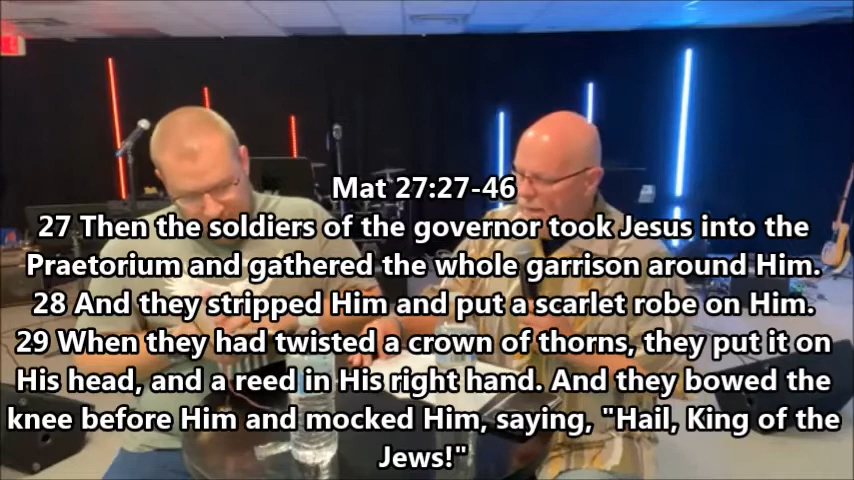 Mat 27:27-46
27 Then the soldiers of the governor took Jesus into the
Praetorium and gathered the whole garrison around Him.
28 And they stripped Him and put a scarlet robe on Him.
29 When they had twisted a crown of thorns, they put it on
His head, and a reed in His right hand. And they bowed the
knee before Him and mocked Him, saying, "Hail, King of the
Jews!"